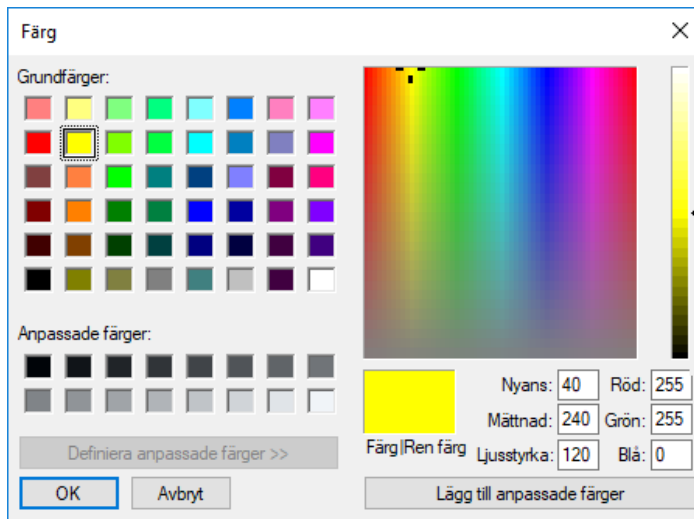 Färg
Grundfärger:
Anpassade färger:
Definiera anpassade färger >>
OK
Avbryt
Färg|Ren färg
Nyans: 40
Mättnad: 240
Ljusstyrka: 120
Röd: 255
Grön: 255
Blå: 0
Lägg till anpassade färger